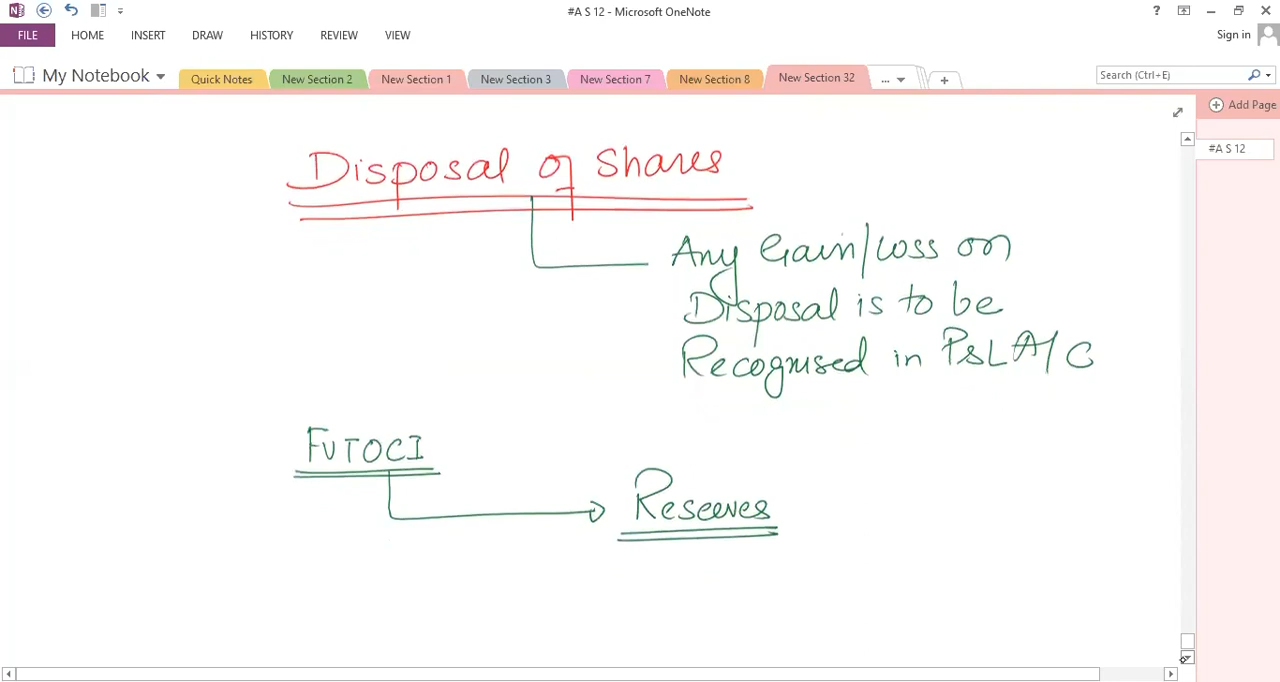 #A S 12 - Microsoft OneNote
FILE HOME INSERT DRAW HISTORY REVIEW VIEW
Sign in
My Notebook
Quick Notes New Section 2 New Section 1 New Section 3 New Section 7 New Section 8 New Section 32 ...
Search (Ctrl+E)
Add Page
#A S 12
Disposal of Shares
Any Gain/Loss on
Disposal is to be
Recognised in P&L A/C
FVTOCI
Reserves